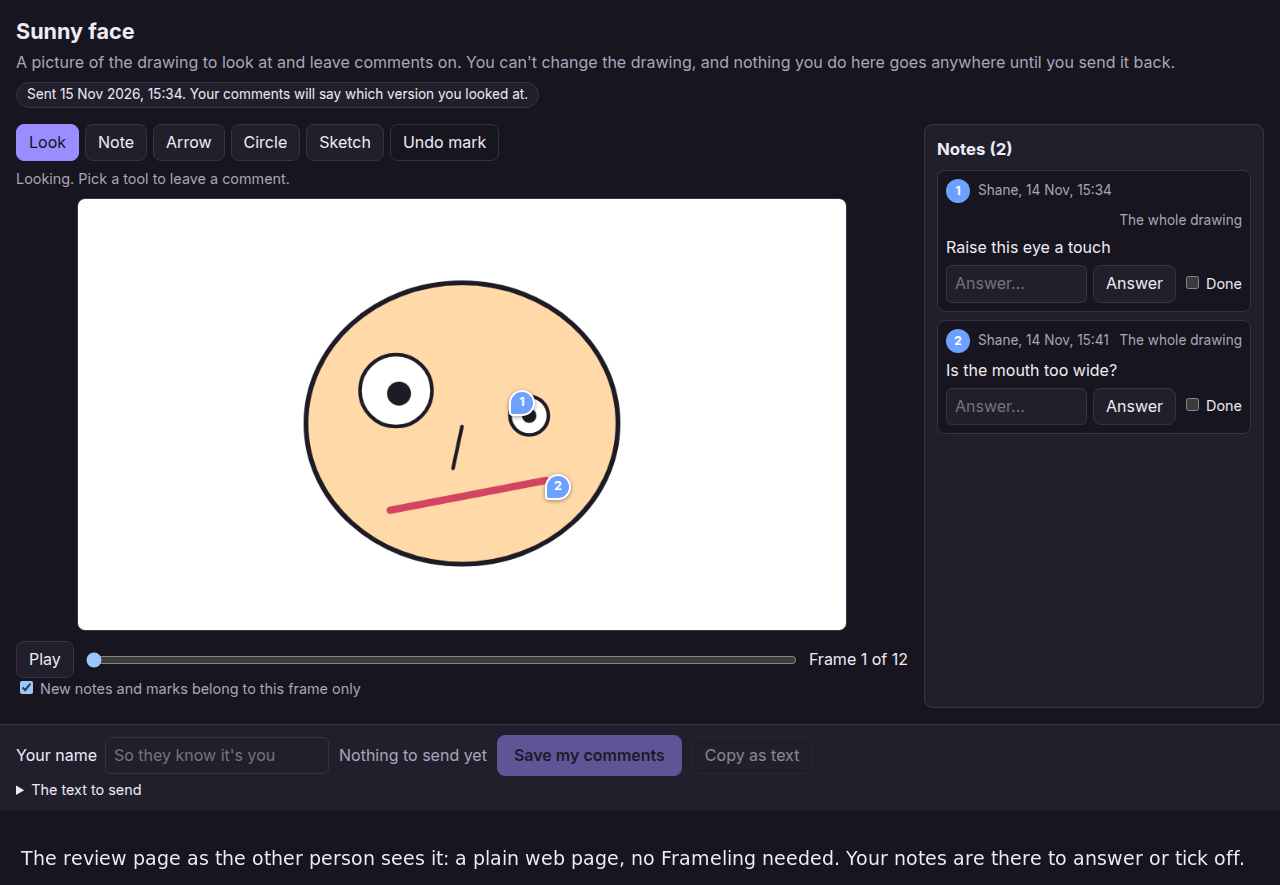 Sunny face
A picture of the drawing to look at and leave comments on. You can't change the drawing, and nothing you do here goes anywhere until you send it back.
Sent 15 Nov 2026, 15:34. Your comments will say which version you looked at.
Look Note Arrow Circle Sketch Undo mark
Looking. Pick a tool to leave a comment.
1
2
Play Frame 1 of 12
New notes and marks belong to this frame only
Notes (2)
1 Shane, 14 Nov, 15:34
The whole drawing
Raise this eye a touch
Answer... Answer Done
2 Shane, 14 Nov, 15:41 The whole drawing
Is the mouth too wide?
Answer... Answer Done
Your name So they know it's you Nothing to send yet Save my comments Copy as text
The text to send
The review page as the other person sees it: a plain web page, no Frameling needed. Your notes are there to answer or tick off.